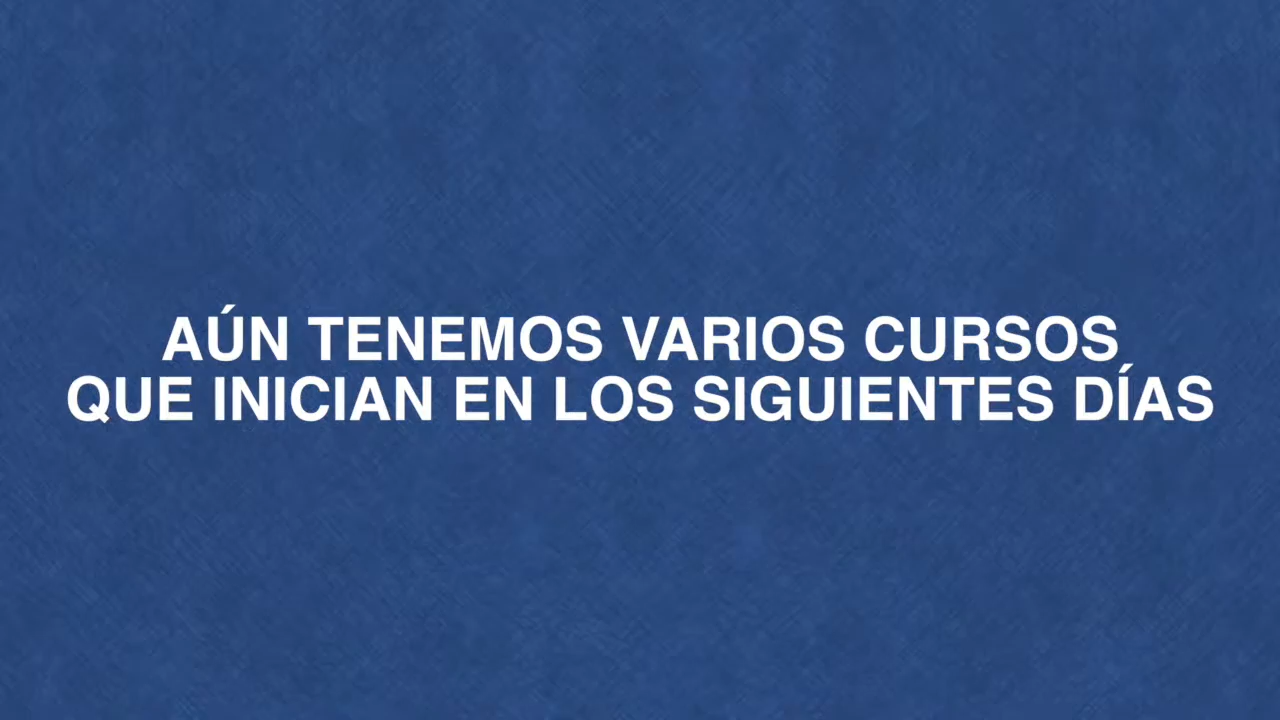 AÚN TENEMOS VARIOS CURSOS
QUE INICIAN EN LOS SIGUIENTES DÍAS